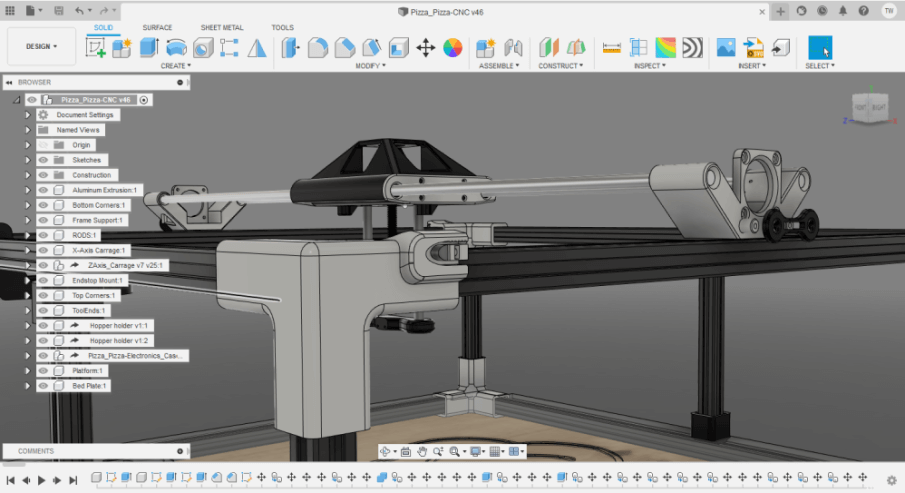 Pizza_Pizza-CNC v46
TW
SOLID
SURFACE
SHEET METAL
TOOLS
DESIGN
CREATE
MODIFY
ASSEMBLE
CONSTRUCT
INSPECT
INSERT
SELECT
BROWSER
Pizza_Pizza-CNC v46
Document Settings
Named Views
Origin
Sketches
Construction
Aluminum Extrusion:1
Bottom Corners:1
Frame Support:1
RODS:1
X-Axis Carrage:1
ZAxis_Carrage v7 v25:1
Endstop Mount:1
Top Corners:1
ToolEnds:1
Hopper holder v1:1
Hopper holder v1:2
Pizza_Pizza-Electronics_Cas...
Platform:1
Bed Plate:1
FRONT
RIGHT
Z
X
COMMENTS